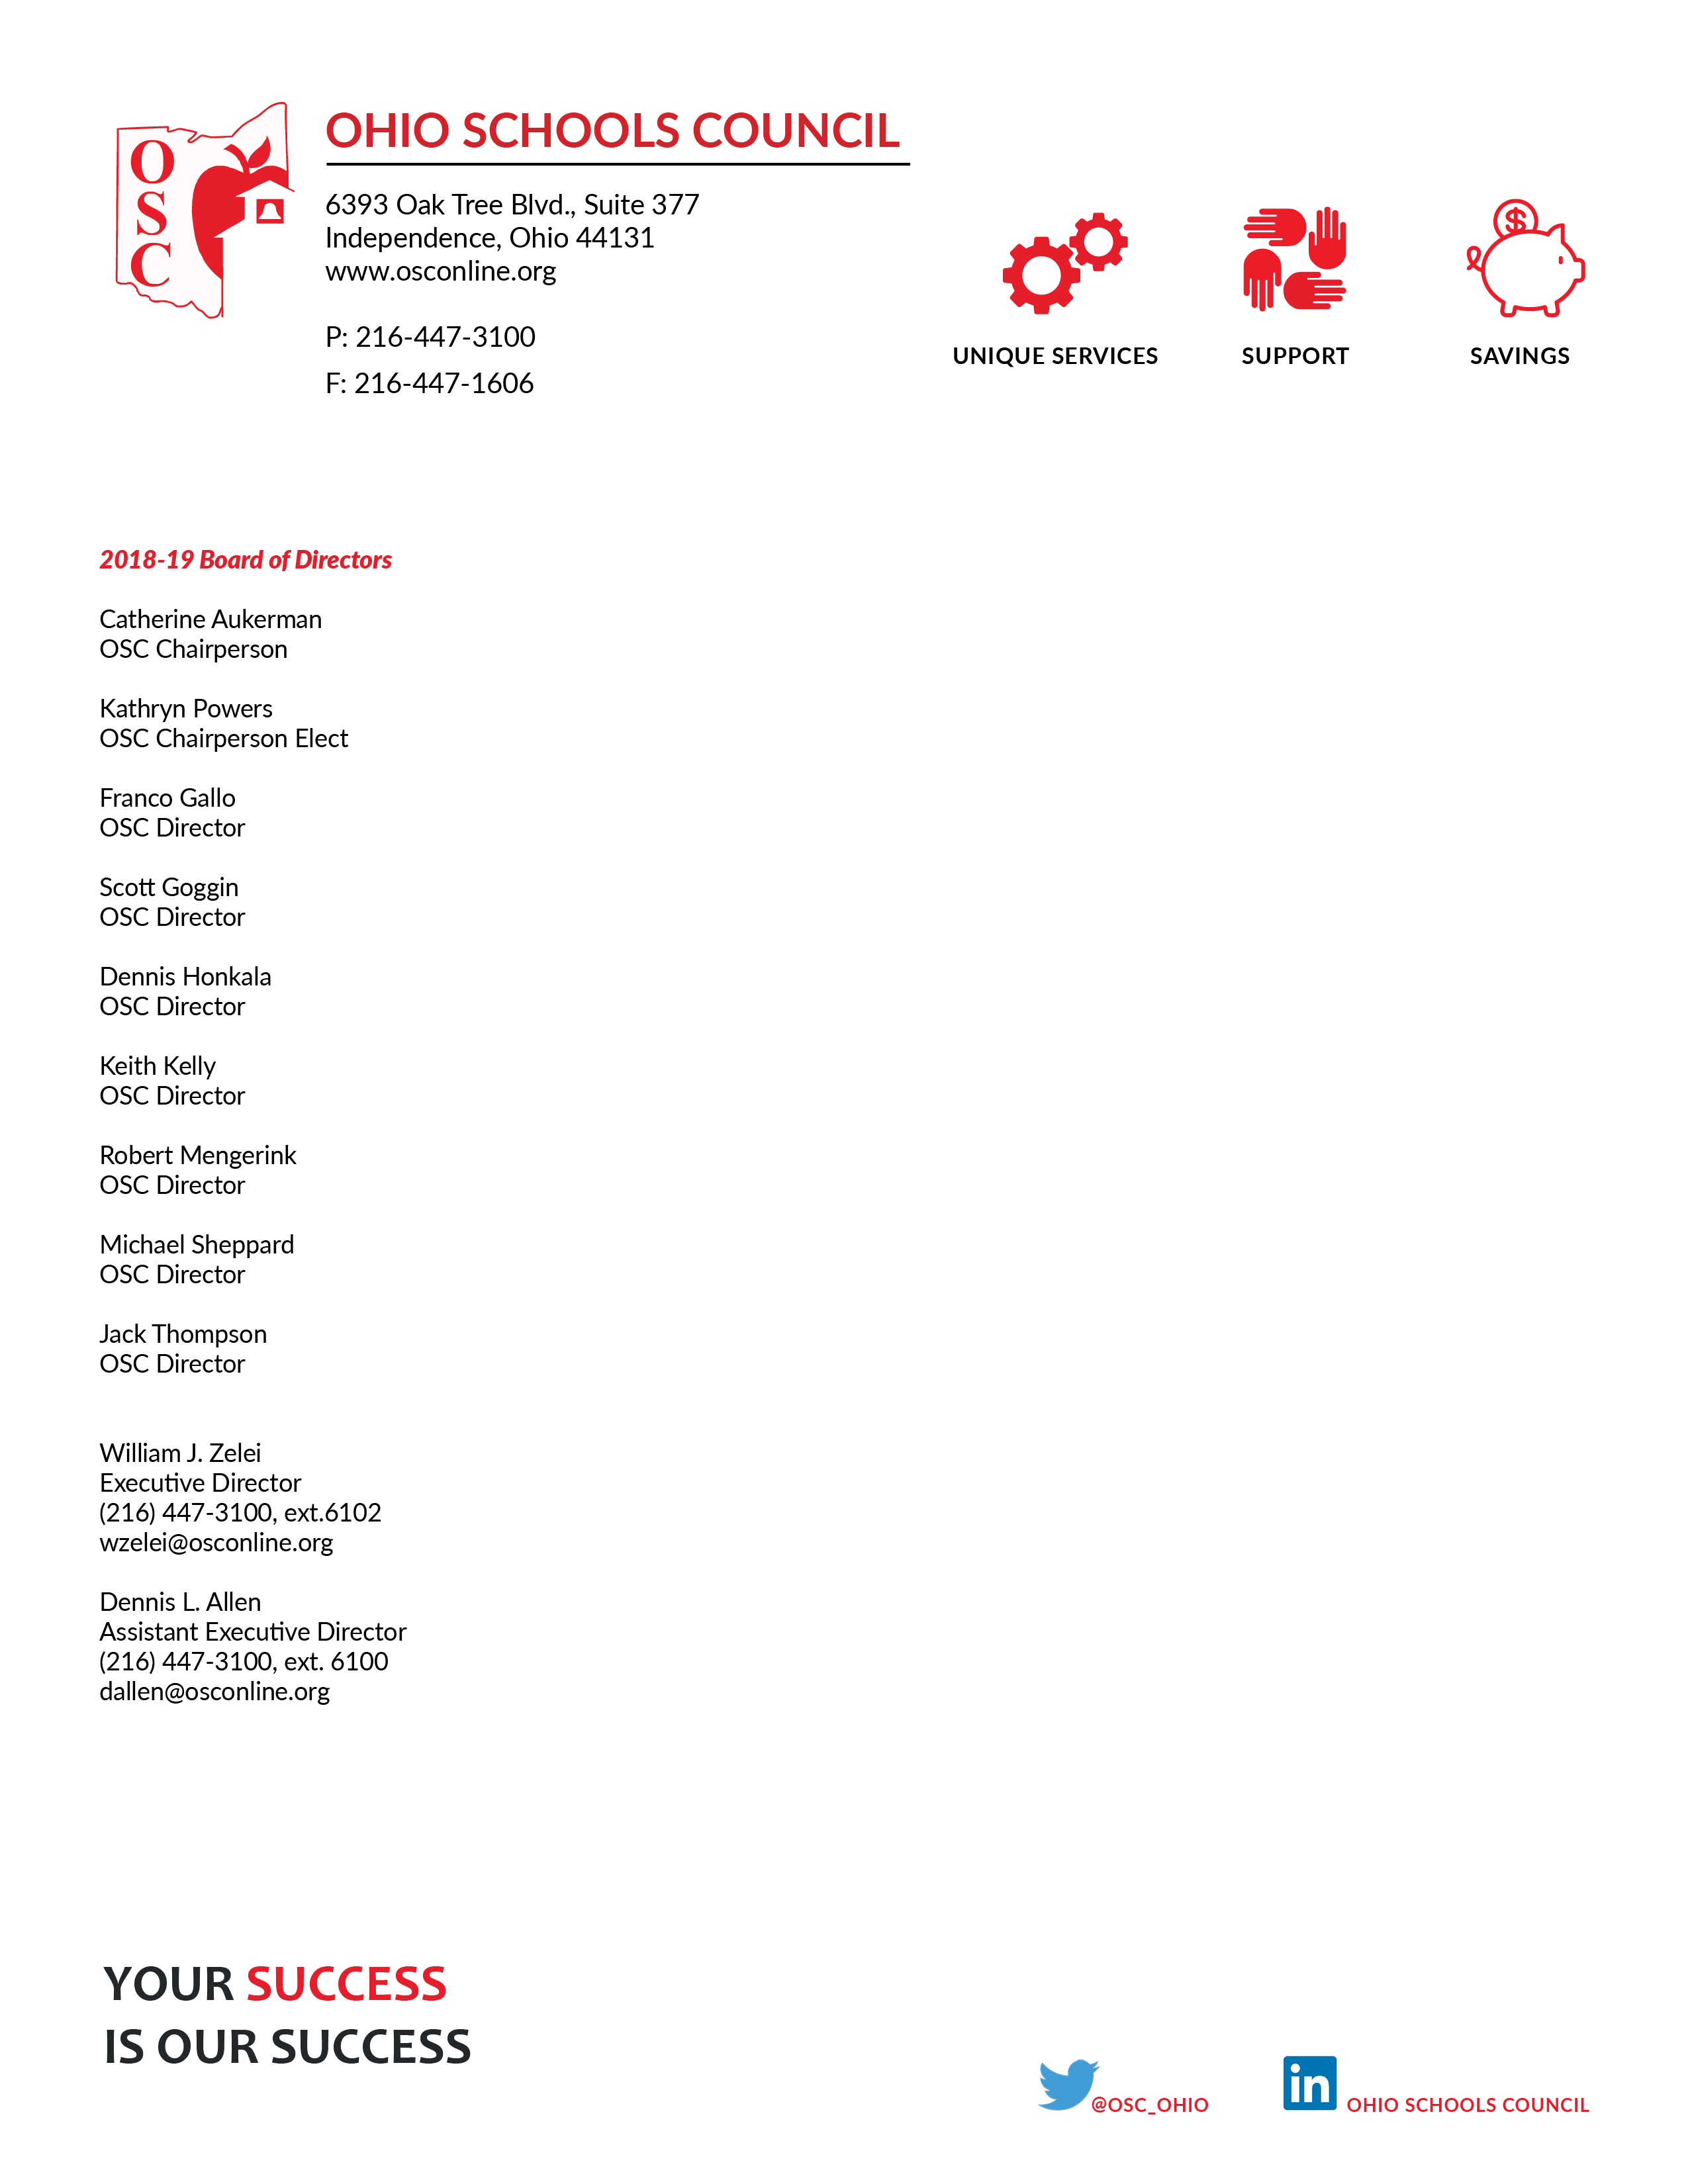 O
S
C
OHIO SCHOOLS COUNCIL
6393 Oak Tree Blvd., Suite 377
Independence, Ohio 44131
www.osconline.org
P: 216-447-3100
F: 216-447-1606
$
UNIQUE SERVICES
SUPPORT
SAVINGS
2018-19 Board of Directors
Catherine Aukerman
OSC Chairperson
Kathryn Powers
OSC Chairperson Elect
Franco Gallo
OSC Director
Scott Goggin
OSC Director
Dennis Honkala
OSC Director
Keith Kelly
OSC Director
Robert Mengerink
OSC Director
Michael Sheppard
OSC Director
Jack Thompson
OSC Director
William J. Zelei
Executive Director
(216) 447-3100, ext.6102
wzelei@osconline.org
Dennis L. Allen
Assistant Executive Director
(216) 447-3100, ext. 6100
dallen@osconline.org
YOUR SUCCESS
IS OUR SUCCESS
@OSC_OHIO
in
OHIO SCHOOLS COUNCIL